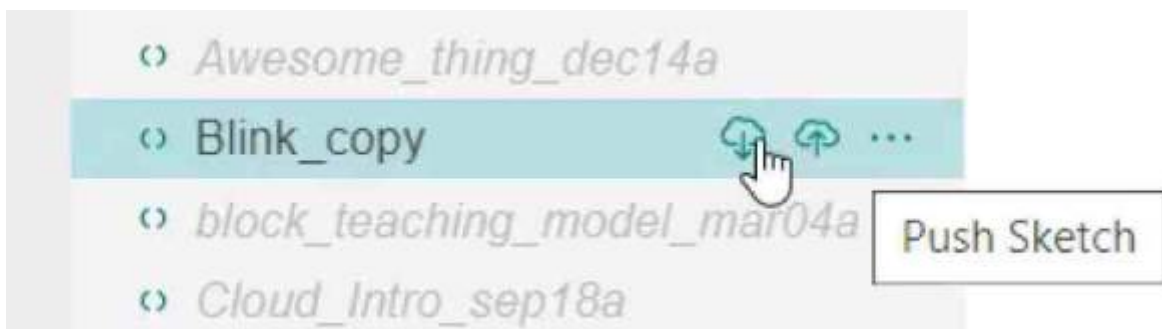 Awesome_thing_dec14a
Blink_copy
block_teaching_model_mar04a
Push Sketch
Cloud_Intro_sep18a